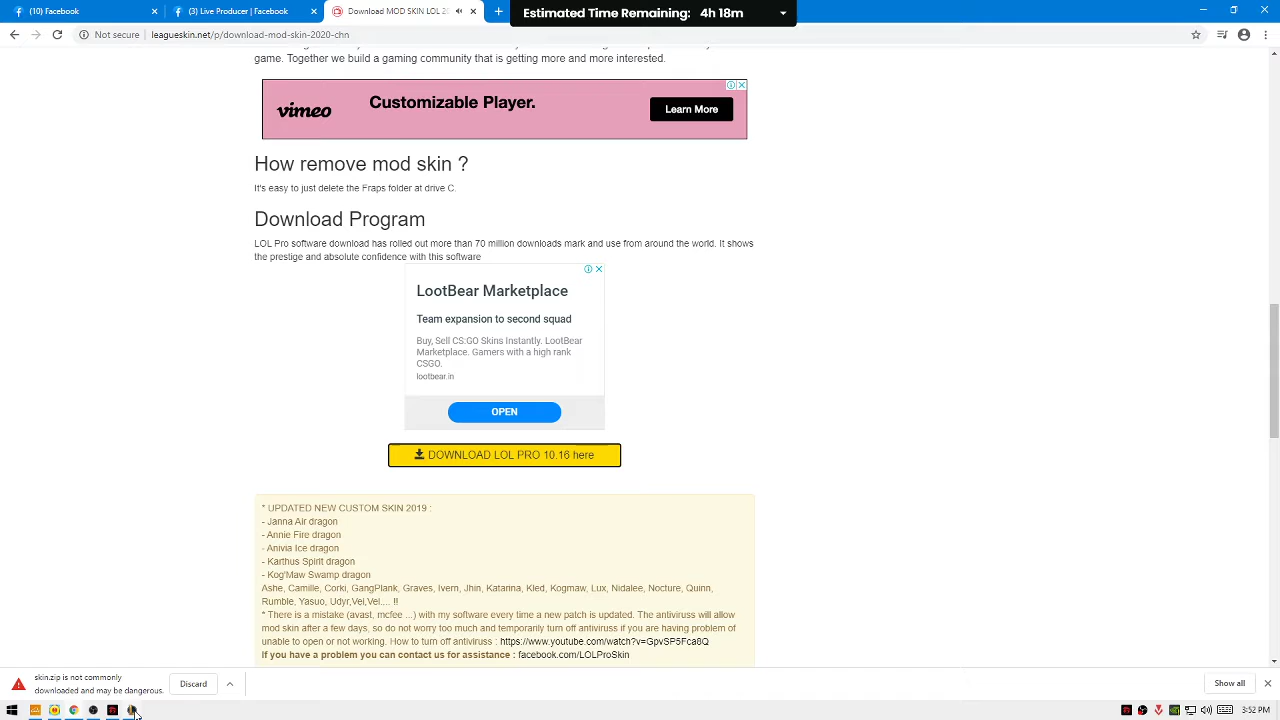 (10) Facebook
(3) Live Producer | Facebook
Download MOD SKIN LOL 20
Estimated Time Remaining: 4h 18m
Not secure | leagueskin.net/p/download-mod-skin-2020-chn
game. Together we build a gaming community that is getting more and more interested.
vimeo
Customizable Player.
Learn More
How remove mod skin ?
It's easy to just delete the Fraps folder at drive C.
Download Program
LOL Pro software download has rolled out more than 70 million downloads mark and use from around the world. It shows
the prestige and absolute confidence with this software
LootBear Marketplace
Team expansion to second squad
Buy, Sell CS:GO Skins Instantly. LootBear
Marketplace. Gamers with a high rank
CSGO.
lootbear.in
OPEN
DOWNLOAD LOL PRO 10.16 here
* UPDATED NEW CUSTOM SKIN 2019 :
- Janna Air dragon
- Annie Fire dragon
- Anivia Ice dragon
- Karthus Spirit dragon
- Kog'Maw Swamp dragon
Ashe, Camille, Corki, GangPlank, Graves, Ivern, Jhin, Katarina, Kled, Kogmaw, Lux, Nidalee, Nocture, Quinn,
Rumble, Yasuo, Udyr,Vel,Vel.... !!
* There is a mistake (avast, mcfee ...) with my software every time a new patch is updated. The antiviruss will allow
mod skin after a few days, so do not worry too much and temporarily turn off antiviruss if you are having problem of
unable to open or not working. How to turn off antiviruss : https://www.youtube.com/watch?v=GpvSP5Fca8Q
If you have a problem you can contact us for assistance : facebook.com/LOLProSkin
skin.zip is not commonly
downloaded and may be dangerous.
Discard
Show all
3:52 PM